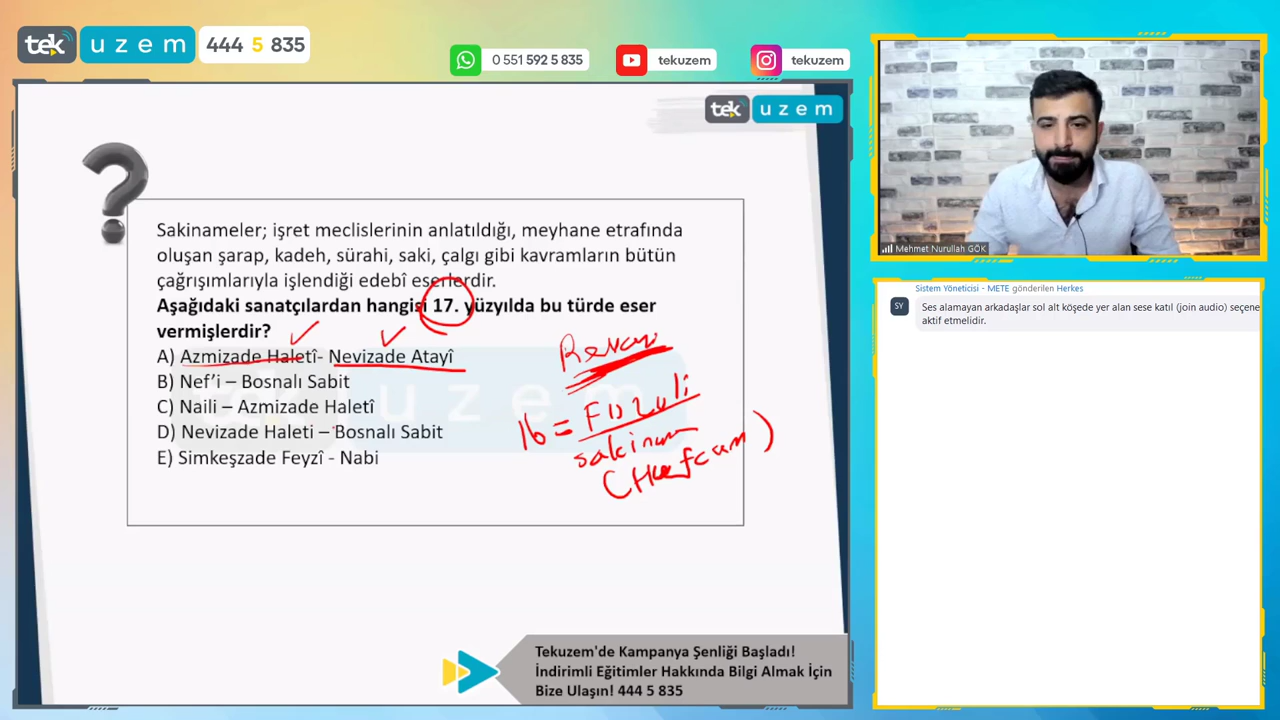 tek uzem 444 5 835
0 551 592 5 835
tekuzem
tekuzem
tek uzem
Sakinameler; işret meclislerinin anlatıldığı, meyhane etrafında
oluşan şarap, kadeh, sürahi, saki, çalgı gibi kavramların bütün
çağrışımlarıyla işlendiği edebî eserlerdir.
Aşağıdaki sanatçılardan hangisi 17. yüzyılda bu türde eser
vermişlerdir?
A) Azmizade Haletî- Nevizade Atayî
B) Nef'i – Bosnalı Sabit
C) Naili – Azmizade Haletî
D) Nevizade Haleti – Bosnalı Sabit
E) Simkeşzade Feyzî - Nabi
16 = Fuzuli
Tekuzem'de Kampanya Şenliği Başladı!
İndirimli Eğitimler Hakkında Bilgi Almak İçin
Bize Ulaşın! 444 5 835
Mehmet Nurullah GÖK
Sistem Yöneticisi - METE gönderilen Herkes
SY
Ses alamayan arkadaşlar sol alt köşede yer alan sese katıl (join audio) seçene
aktif etmelidir.